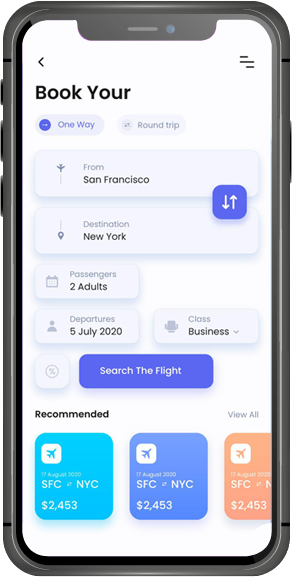 Book Your
One Way
Round trip
From
San Francisco
Destination
New York
Passengers
2 Adults
Departures
5 July 2020
Class
Business
Search The Flight
Recommended
View All
17 August 2020
SFC ⇄ NYC
$2,453
17 August 2020
SFC ⇄ NYC
$2,453
17 August 2020
SFC ⇄
$2,453